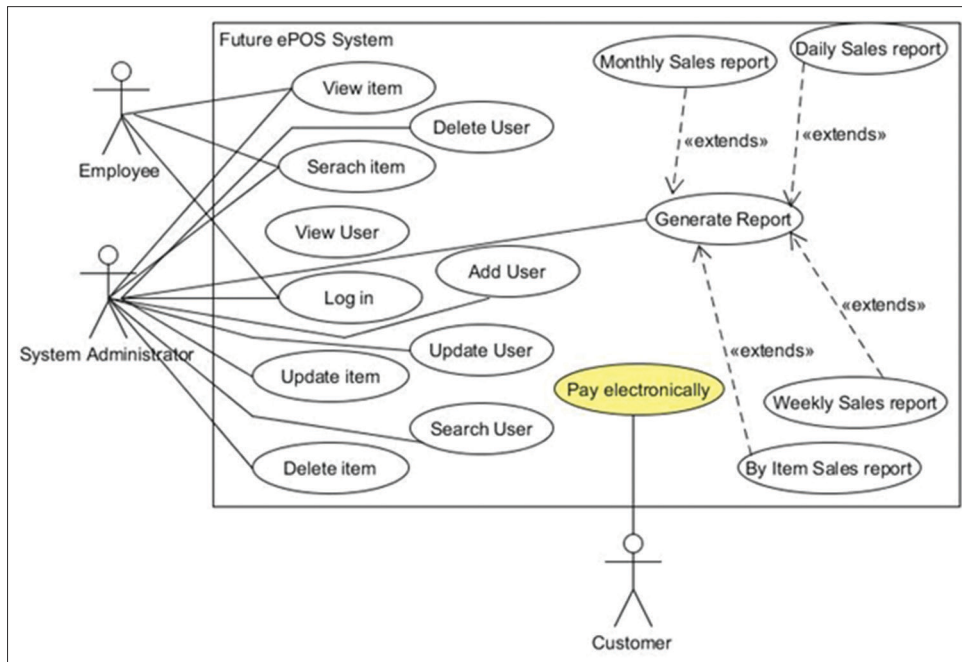 Future ePOS System
Monthly Sales report
Daily Sales report
View item
Delete User
«extends»
«extends»
Employee
Serach item
Generate Report
View User
Add User
Log in
«extends»
System Administrator
Update User
«extends»
Update item
Pay electronically
Weekly Sales report
Search User
Delete item
By Item Sales report
Customer